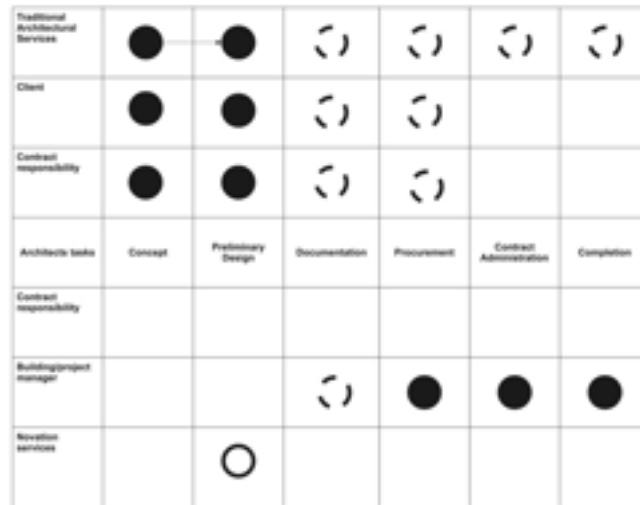 Traditional
Architectural
Services
Client
Contract
responsibility
Architects tasks
Concept
Preliminary
Design
Documentation
Procurement
Contract
Administration
Completion
Contract
responsibility
Building/project
manager
Novation
services